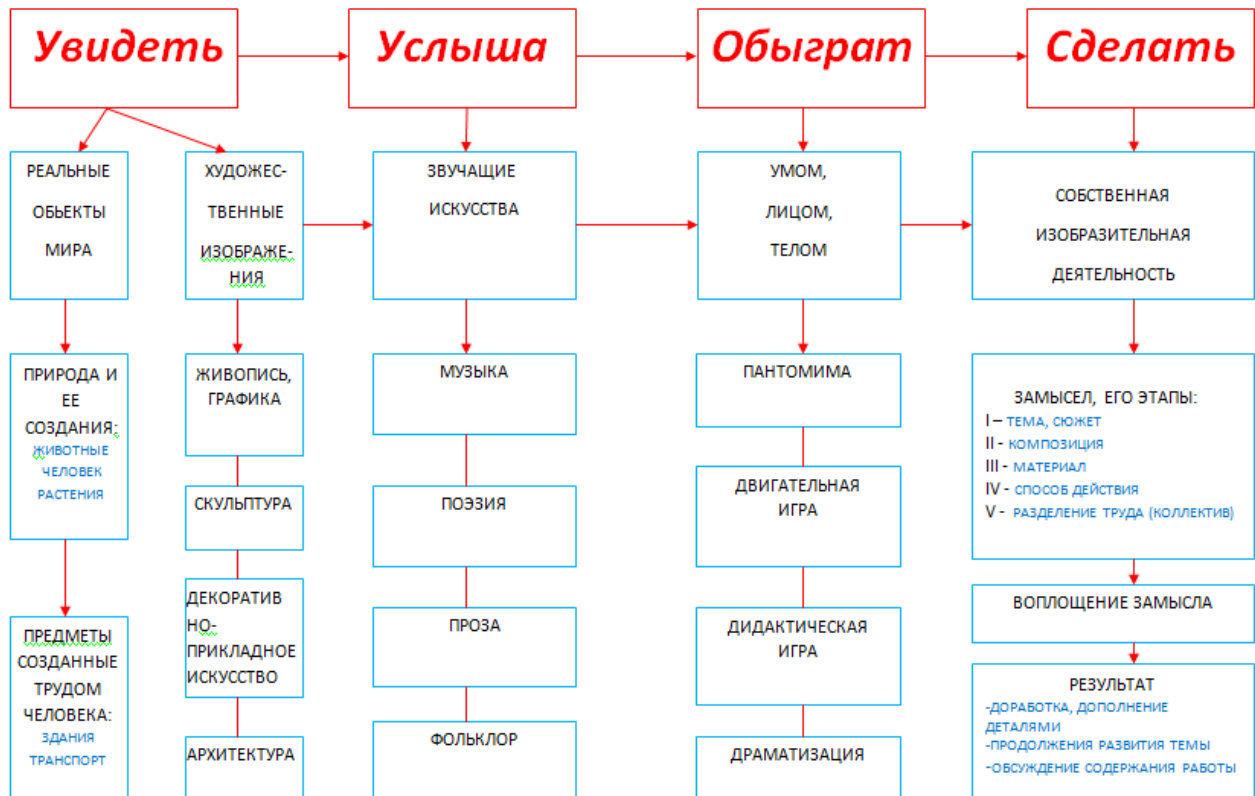 Увидеть
Услыша
Обыграт
Сделать
РЕАЛЬНЫЕ
ОБЬЕКТЫ
МИРА
ХУДОЖЕС-
ТВЕННЫЕ
ИЗОБРАЖЕ-
НИЯ
ЗВУЧАЩИЕ
ИСКУССТВА
УМОМ,
ЛИЦОМ,
ТЕЛОМ
СОБСТВЕННАЯ
ИЗОБРАЗИТЕЛЬНАЯ
ДЕЯТЕЛЬНОСТЬ
ПРИРОДА И
ЕЕ
СОЗДАНИЯ:
ЖИВОТНЫЕ
ЧЕЛОВЕК
РАСТЕНИЯ
ЖИВОПИСЬ,
ГРАФИКА
МУЗЫКА
ПАНТОМИМА
ЗАМЫСЕЛ, ЕГО ЭТАПЫ:
I – ТЕМА, СЮЖЕТ
II - КОМПОЗИЦИЯ
III - МАТЕРИАЛ
IV - СПОСОБ ДЕЙСТВИЯ
V - РАЗДЕЛЕНИЕ ТРУДА (КОЛЛЕКТИВ)
СКУЛЬПТУРА
ПОЭЗИЯ
ДВИГАТЕЛЬНАЯ
ИГРА
ПРЕДМЕТЫ
СОЗДАННЫЕ
ТРУДОМ
ЧЕЛОВЕКА:
ЗДАНИЯ
ТРАНСПОРТ
ДЕКОРАТИВ
НО-
ПРИКЛАДНОЕ
ИСКУССТВО
ПРОЗА
ДИДАКТИЧЕСКАЯ
ИГРА
ВОПЛОЩЕНИЕ ЗАМЫСЛА
АРХИТЕКТУРА
ФОЛЬКЛОР
ДРАМАТИЗАЦИЯ
РЕЗУЛЬТАТ
-ДОРАБОТКА, ДОПОЛНЕНИЕ
ДЕТАЛЯМИ
-ПРОДОЛЖЕНИЯ РАЗВИТИЯ ТЕМЫ
-ОБСУЖДЕНИЕ СОДЕРЖАНИЯ РАБОТЫ